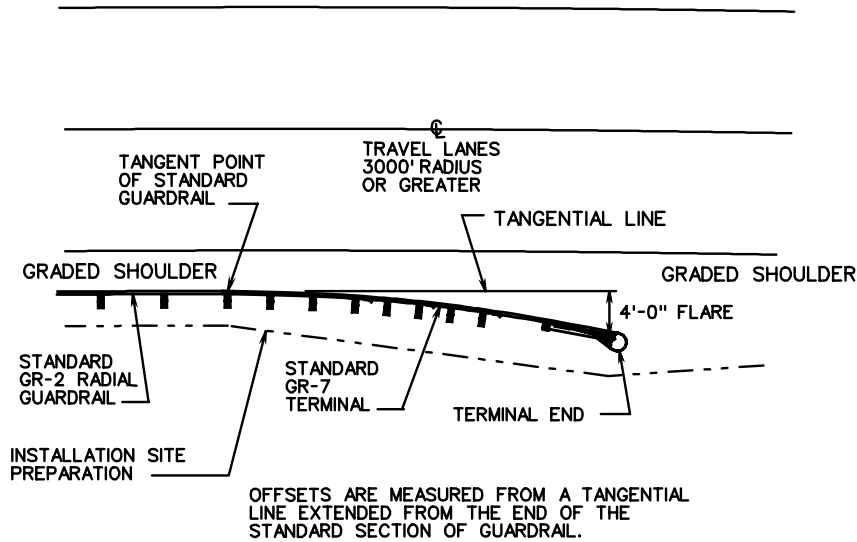 ℄
TRAVEL LANES
3000' RADIUS
OR GREATER
TANGENT POINT
OF STANDARD
GUARDRAIL
TANGENTIAL LINE
GRADED SHOULDER
GRADED SHOULDER
4'-0" FLARE
STANDARD
GR-2 RADIAL
GUARDRAIL
STANDARD
GR-7
TERMINAL
TERMINAL END
INSTALLATION SITE
PREPARATION
OFFSETS ARE MEASURED FROM A TANGENTIAL
LINE EXTENDED FROM THE END OF THE
STANDARD SECTION OF GUARDRAIL.